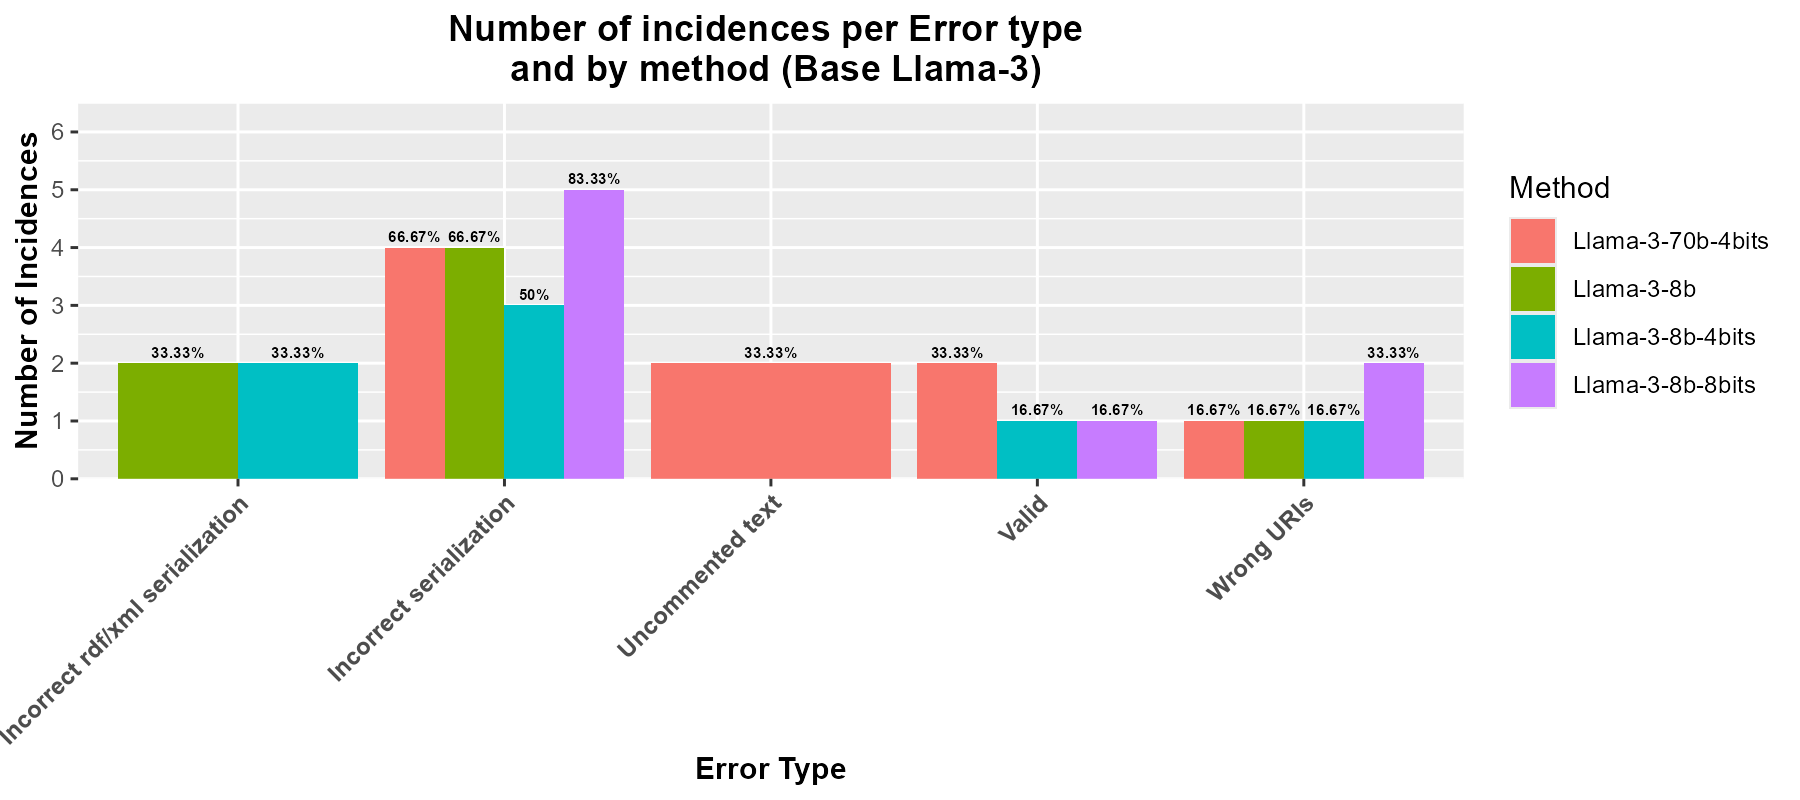 Number of incidences per Error type
and by method (Base Llama-3)
Number of Incidences
6
5
4
3
2
1
0
33.33%
33.33%
66.67%
66.67%
50%
83.33%
33.33%
33.33%
16.67%
16.67%
16.67%
16.67%
16.67%
33.33%
Incorrect rdf/xml serialization
Incorrect serialization
Uncommented text
Valid
Wrong URIs
Error Type
Method
Llama-3-70b-4bits
Llama-3-8b
Llama-3-8b-4bits
Llama-3-8b-8bits